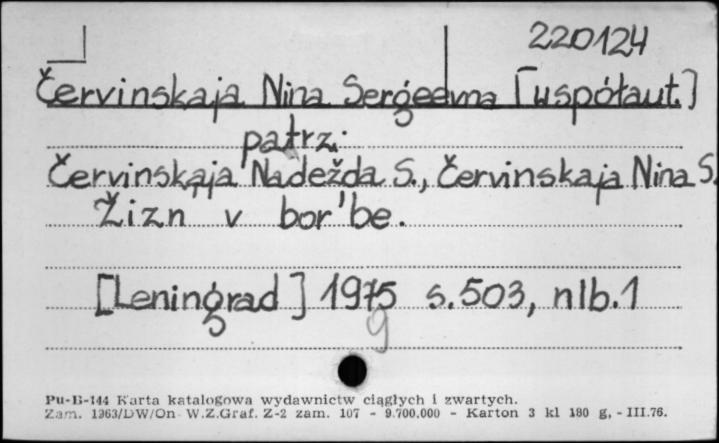 220124
Červinskaja Nina Sergeevna [współaut.]
patrz:
Červinskaja Nadežda S., Červinskaja Nina S.
Žizn v bor'be.
[Leningrad] 1975 s.503, nlb.1
g
Pu-B-144 Karta katalogowa wydawnictw ciągłych i zwartych.
Zam. 1963/DW/On W.Z.Graf. Z-2 zam. 107 - 9.700.000 - Karton 3 kl 180 g, - III.76.